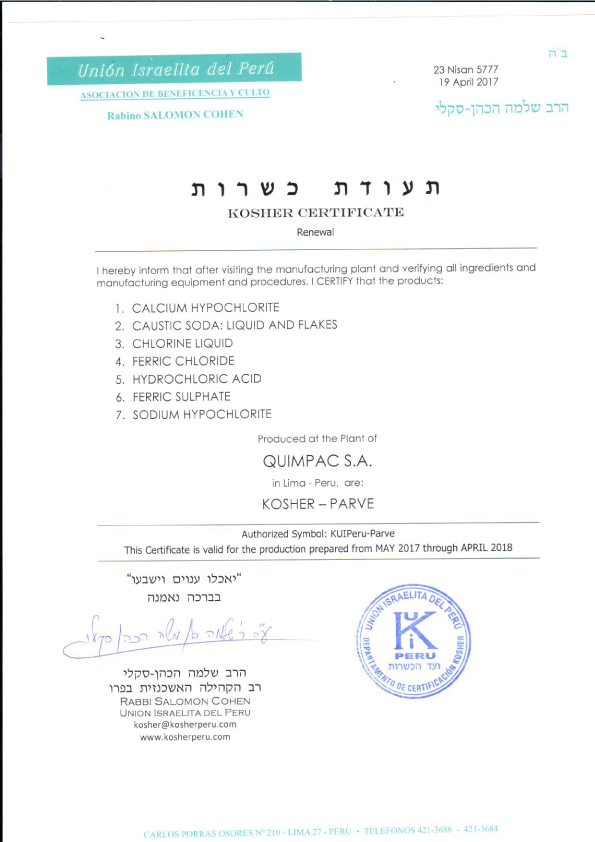 ב"ה
Unión Israelita del Perú
ASOCIACION DE BENEFICENCIA Y CULTO
Rabino SALOMON COHEN
23 Nisan 5777
19 April 2017
הרב שלמה הכהן-סקלי
תעודת כשרות
KOSHER CERTIFICATE
Renewal
I hereby inform that after visiting the manufacturing plant and verifying all ingredients and
manufacturing equipment and procedures, I CERTIFY that the products:
1. CALCIUM HYPOCHLORITE
2. CAUSTIC SODA: LIQUID AND FLAKES
3. CHLORINE LIQUID
4. FERRIC CHLORIDE
5. HYDROCHLORIC ACID
6. FERRIC SULPHATE
7. SODIUM HYPOCHLORITE
Produced at the Plant of
QUIMPAC S.A.
in Lima - Peru, are:
KOSHER – PARVE
Authorized Symbol: KUIPeru-Parve
This Certificate is valid for the production prepared from MAY 2017 through APRIL 2018
"יאכלו ענוים וישבעו"
בברכה נאמנה
הרב שלמה הכהן-סקלי
רב הקהילה האשכנזית בפרו
RABBI SALOMON COHEN
UNION ISRAELITA DEL PERU
kosher@kosherperu.com
www.kosherperu.com
UNION ISRAELITA DEL PERU
KUI
PERU
ועד הכשרות
DEPARTAMENTO DE CERTIFICACIÓN KOSHER
CARLOS PORRAS OSORES Nº 210 - LIMA 27 - PERU • TELEFONOS 421-3688 - 421-3684